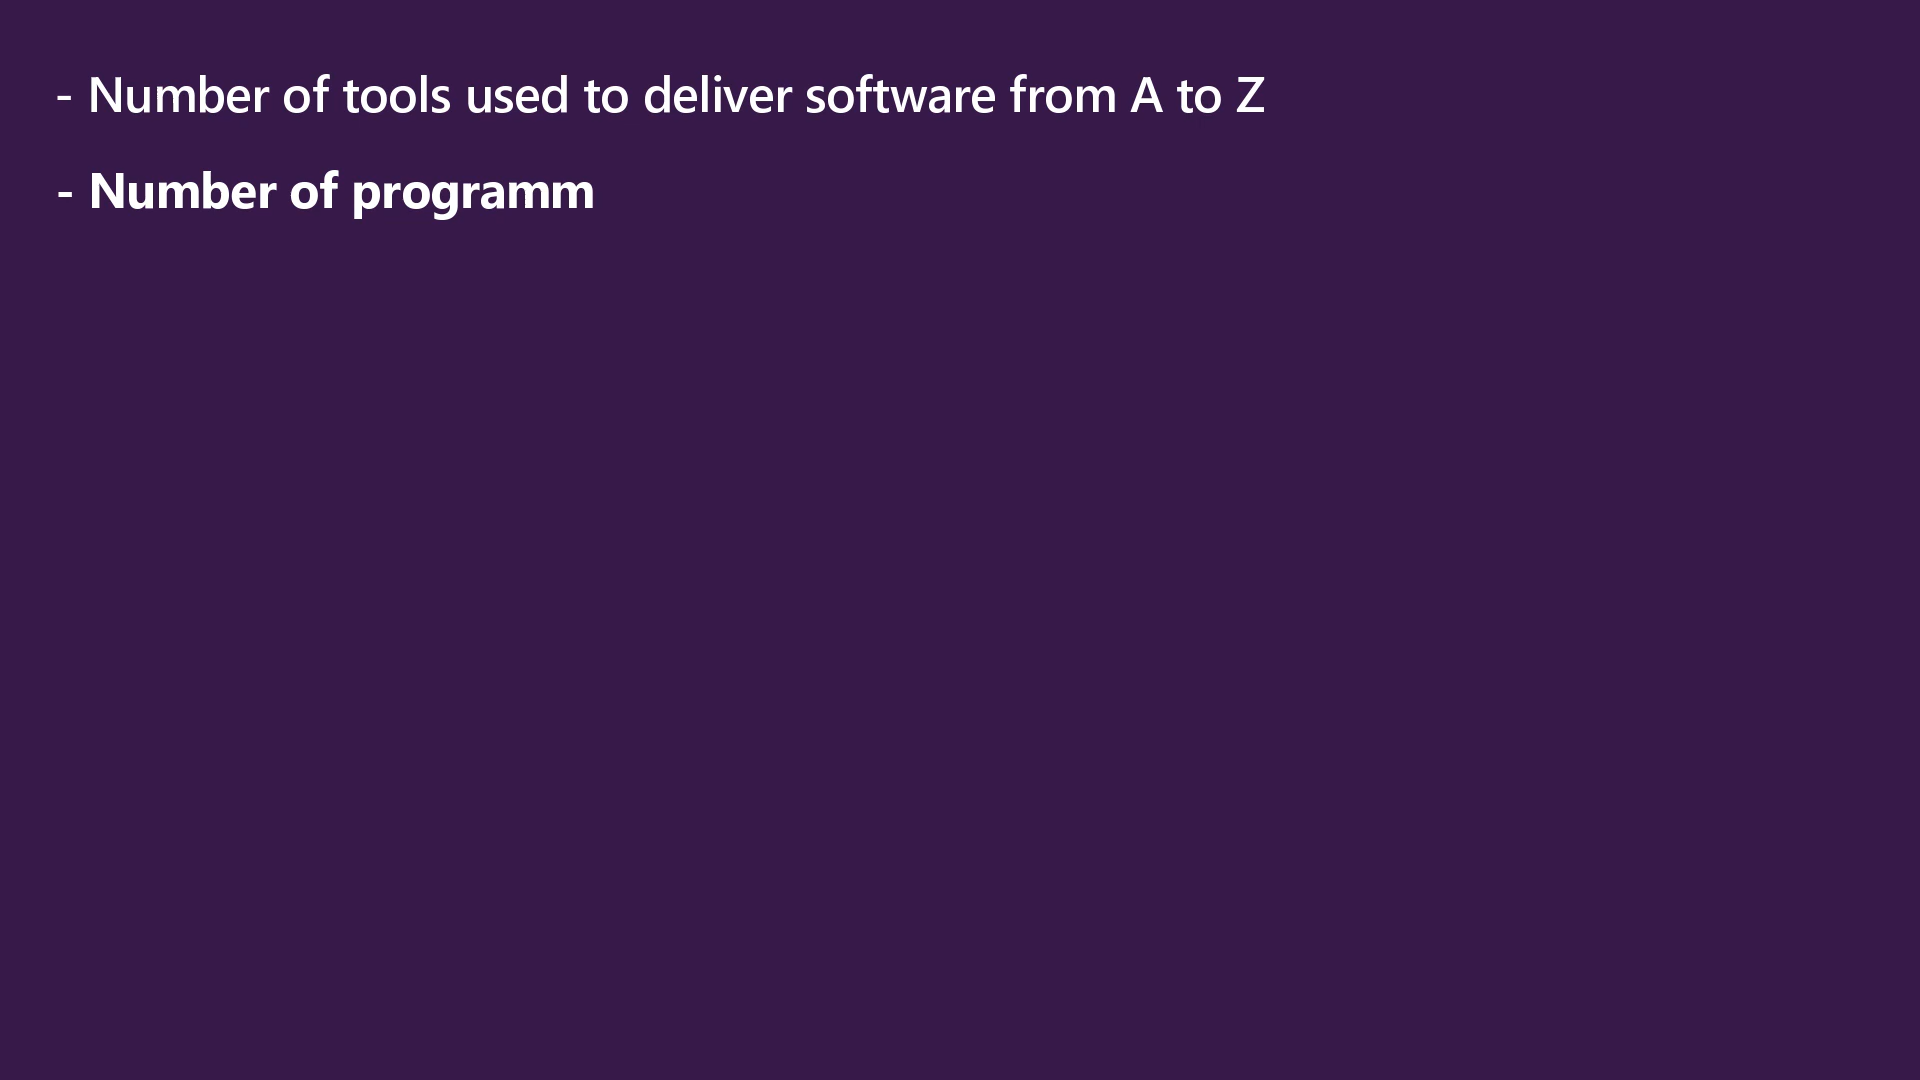 - Number of tools used to deliver software from A to Z
- Number of programm